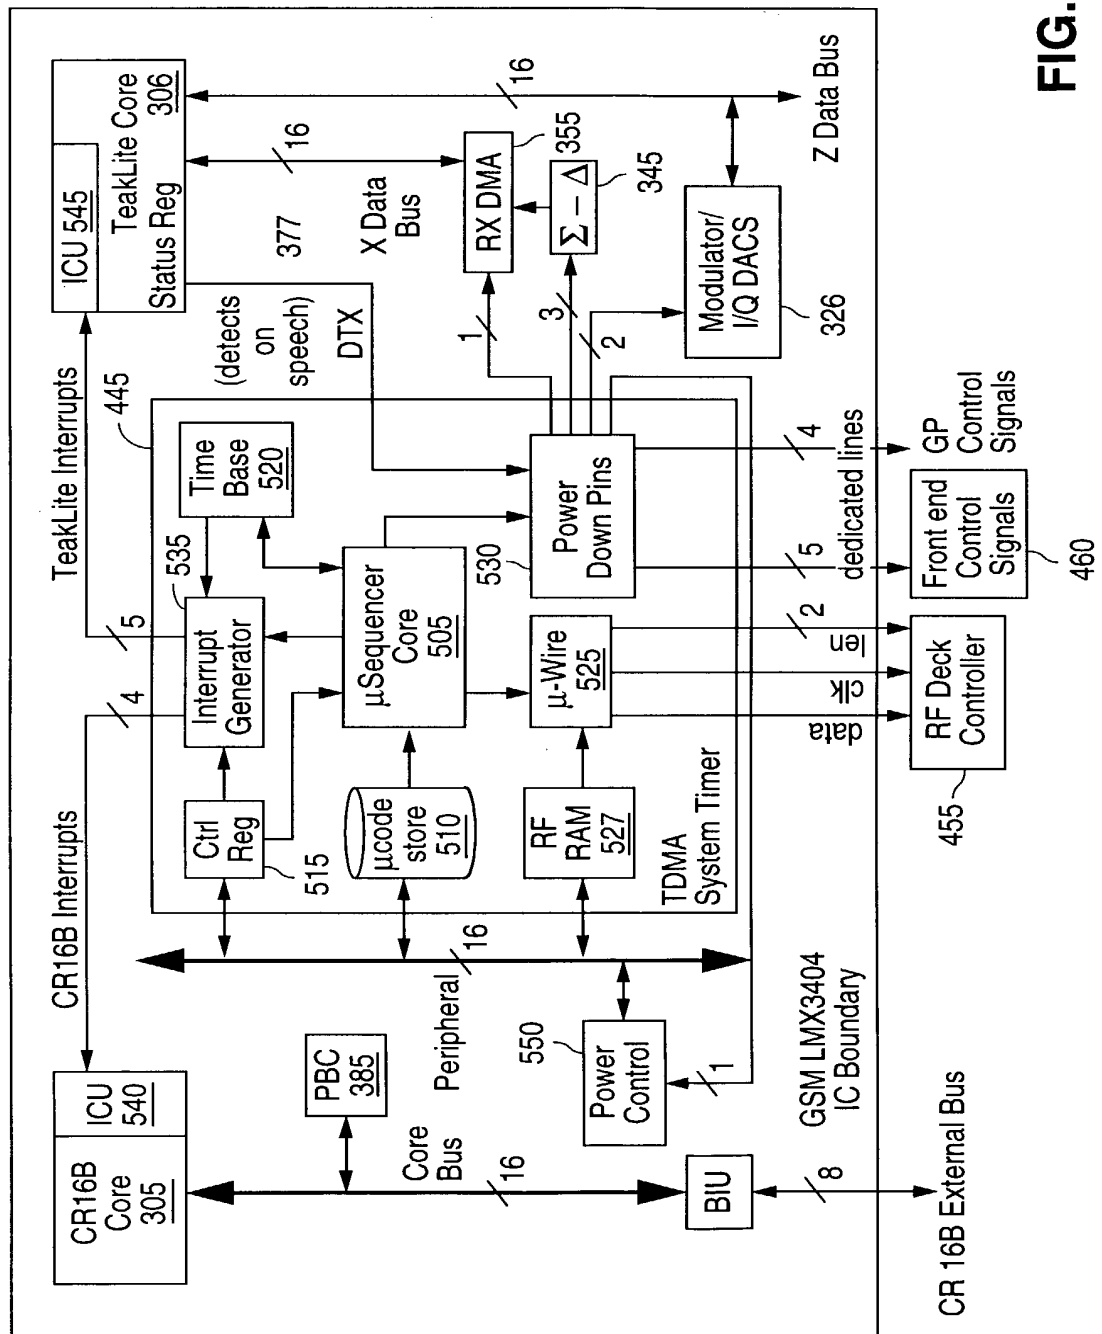 FIG.
CR16B
Core
305
ICU
540
CR16B Interrupts
TeakLite Interrupts
ICU 545
TeakLite Core
306
Status Reg
4
5
445
(detects
on
speech)
DTX
377
16
X Data
Bus
16
Z Data Bus
PBC
385
Core
Bus
16
Peripheral
16
Ctrl
Reg
515
Interrupt
Generator
535
Time
Base
520
µcode
store
510
µSequencer
Core
505
RF
RAM
527
µ-Wire
525
Power
Down Pins
530
TDMA
System Timer
1
3
2
RX DMA
355
Σ – Δ
345
Modulator/
I/Q DACS
326
550
Power
Control
1
BIU
8
CR 16B External Bus
GSM LMX3404
IC Boundary
data
clk
len
2
5
dedicated lines
4
RF Deck
Controller
455
Front end
Control
Signals
460
GP
Control
Signals